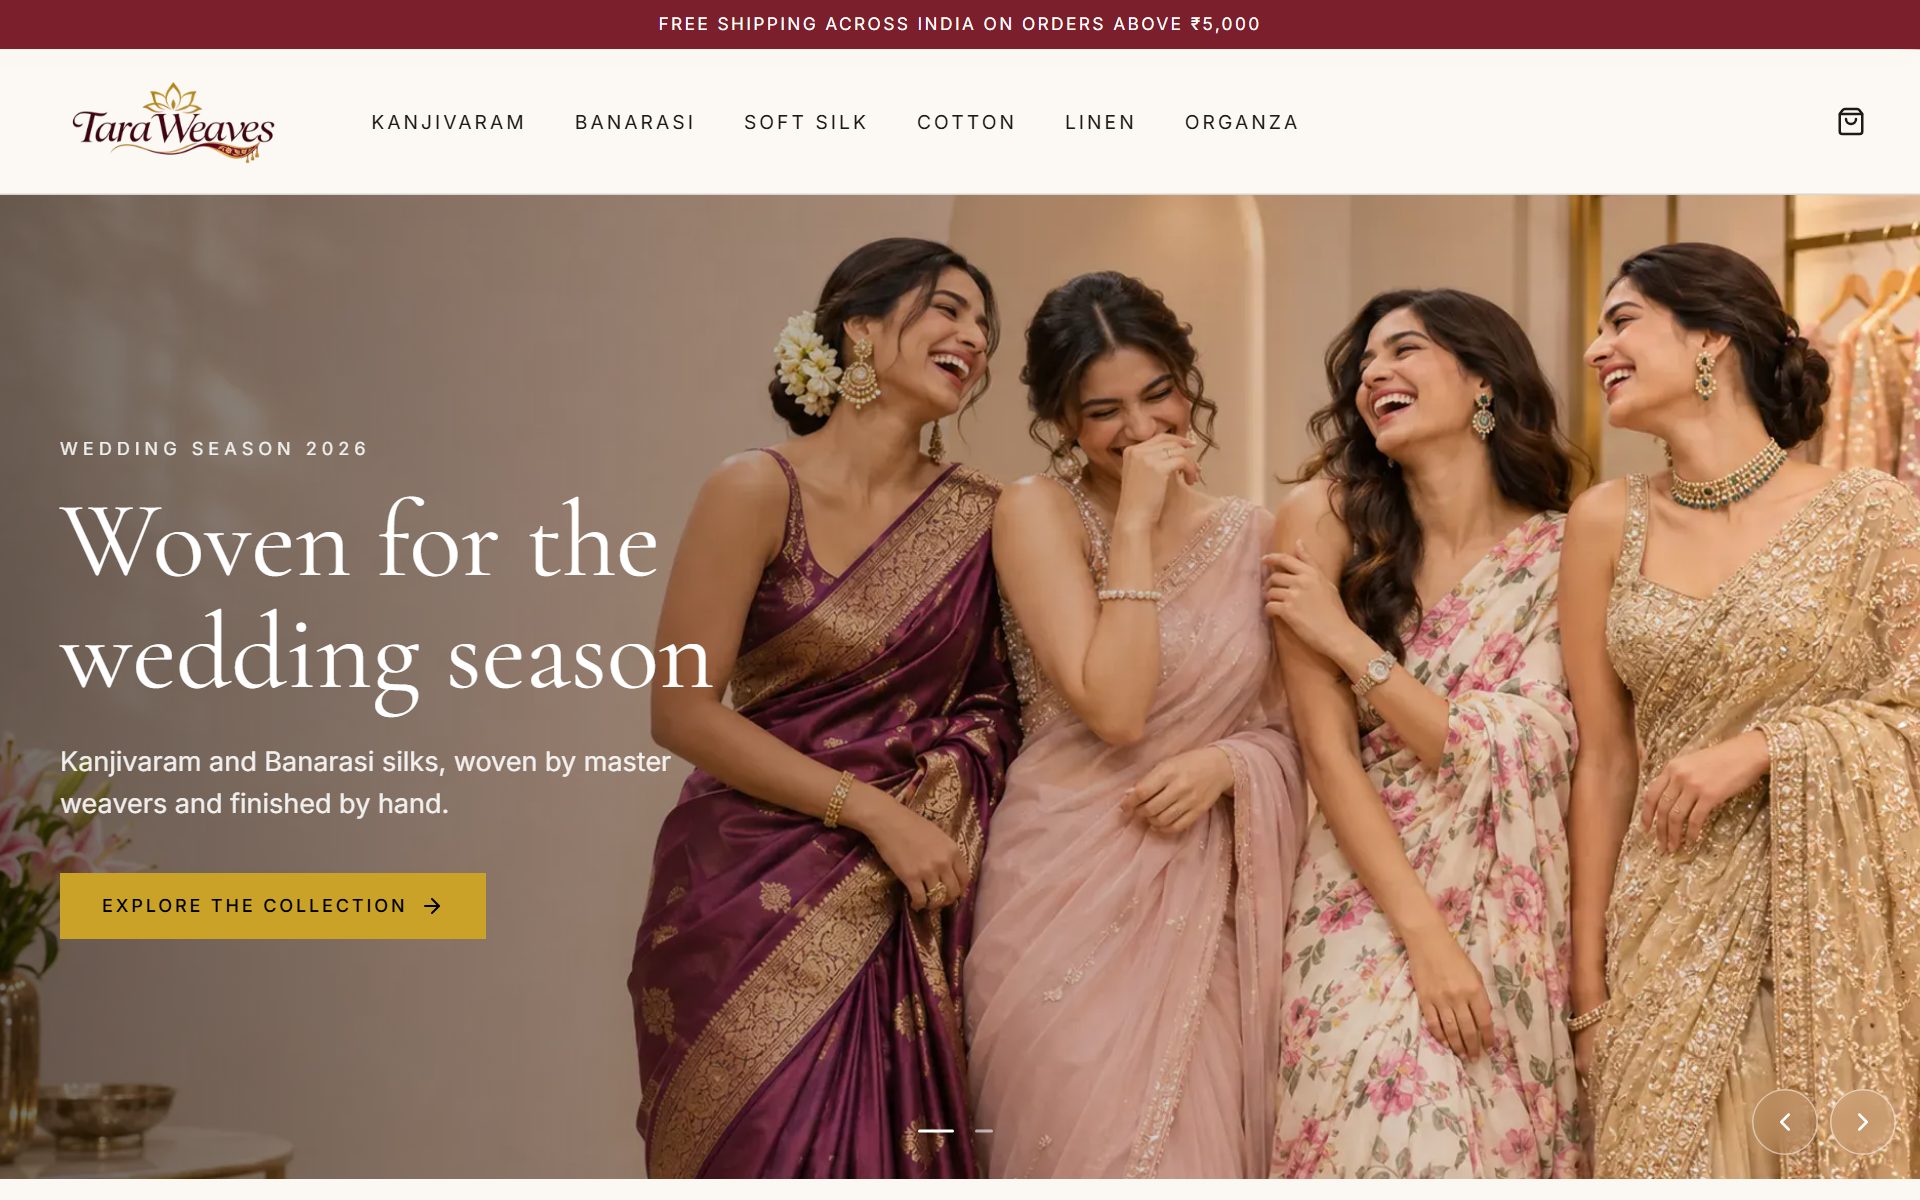 FREE SHIPPING ACROSS INDIA ON ORDERS ABOVE ₹5,000
Tara Weaves
KANJIVARAM
BANARASI
SOFT SILK
COTTON
LINEN
ORGANZA
WEDDING SEASON 2026
Woven for the
wedding season
Kanjivaram and Banarasi silks, woven by master
weavers and finished by hand.
EXPLORE THE COLLECTION